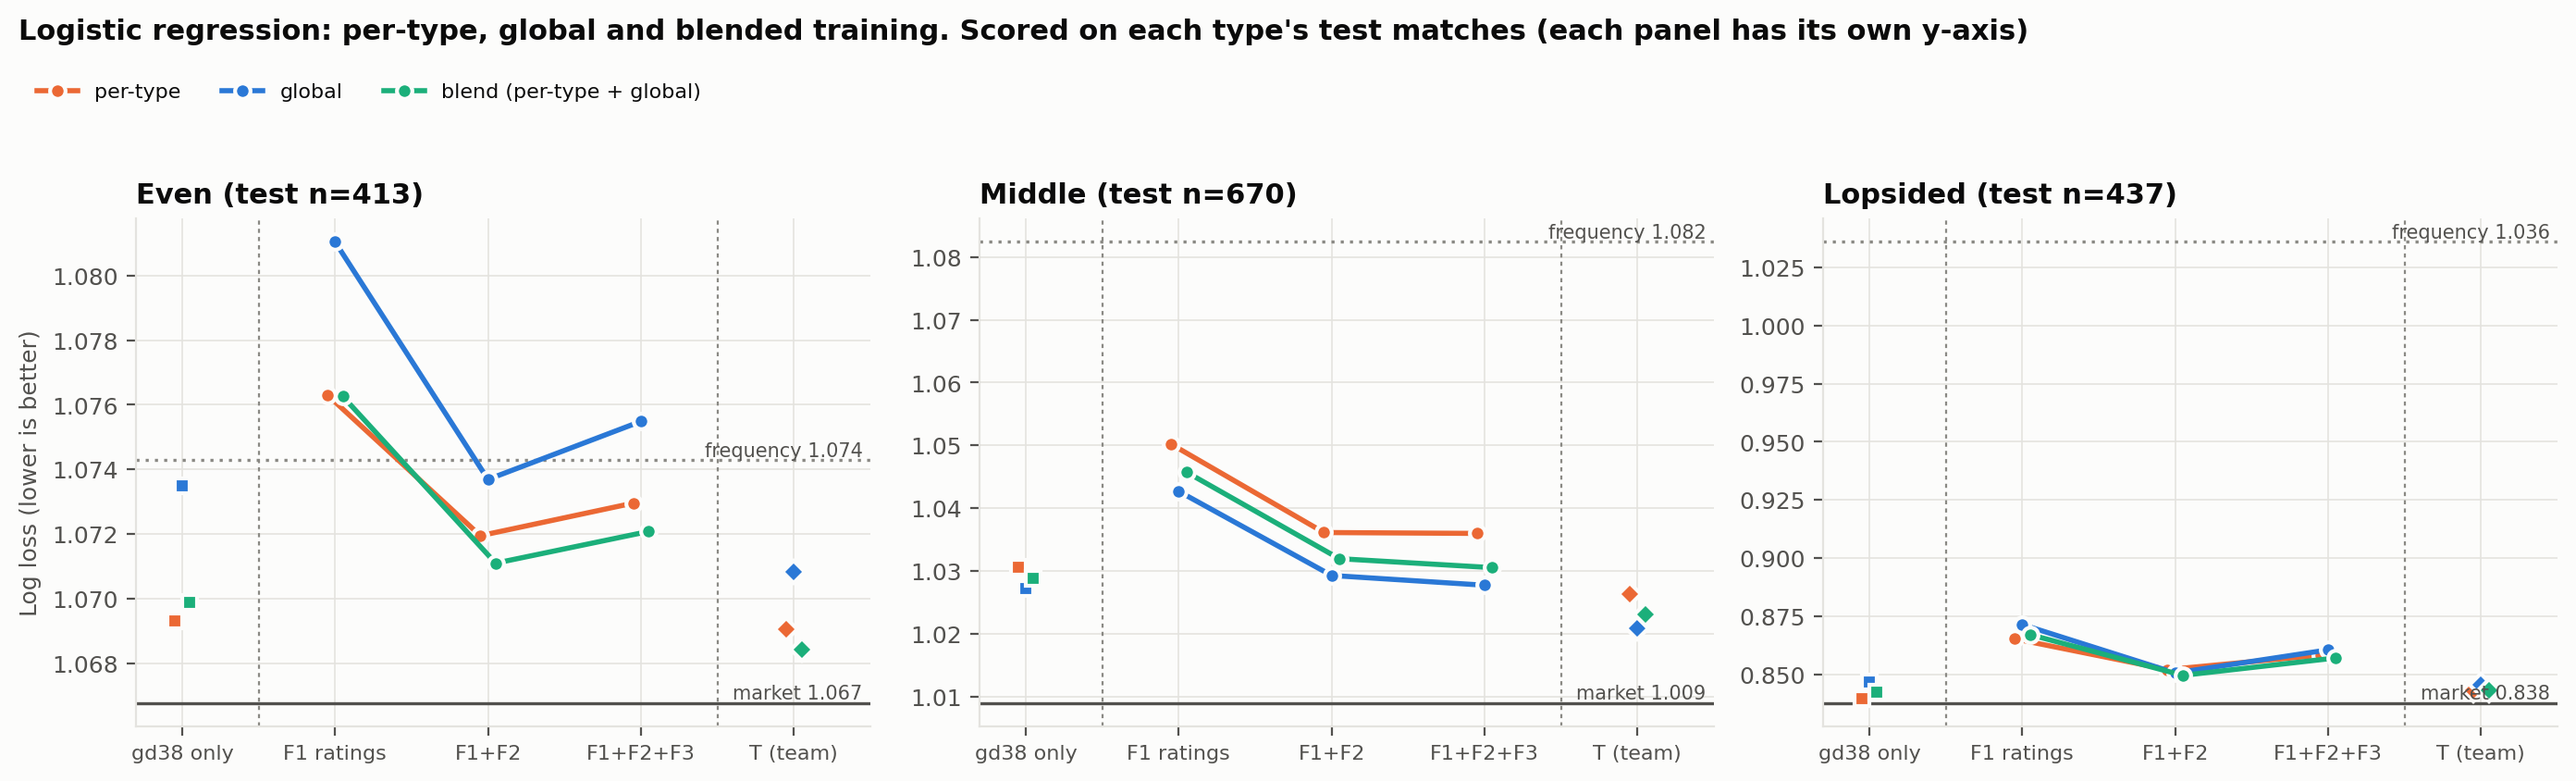 Logistic regression: per-type, global and blended training. Scored on each type's test matches (each panel has its own y-axis)
per-type global blend (per-type + global)
Even (test n=413)
Log loss (lower is better)
1.080
1.078
1.076
1.074
1.072
1.070
1.068
frequency 1.074
market 1.067
gd38 only F1 ratings F1+F2 F1+F2+F3 T (team)
Middle (test n=670)
1.08
1.07
1.06
1.05
1.04
1.03
1.02
1.01
frequency 1.082
market 1.009
gd38 only F1 ratings F1+F2 F1+F2+F3 T (team)
Lopsided (test n=437)
1.025
1.000
0.975
0.950
0.925
0.900
0.875
0.850
frequency 1.036
market 0.838
gd38 only F1 ratings F1+F2 F1+F2+F3 T (team)